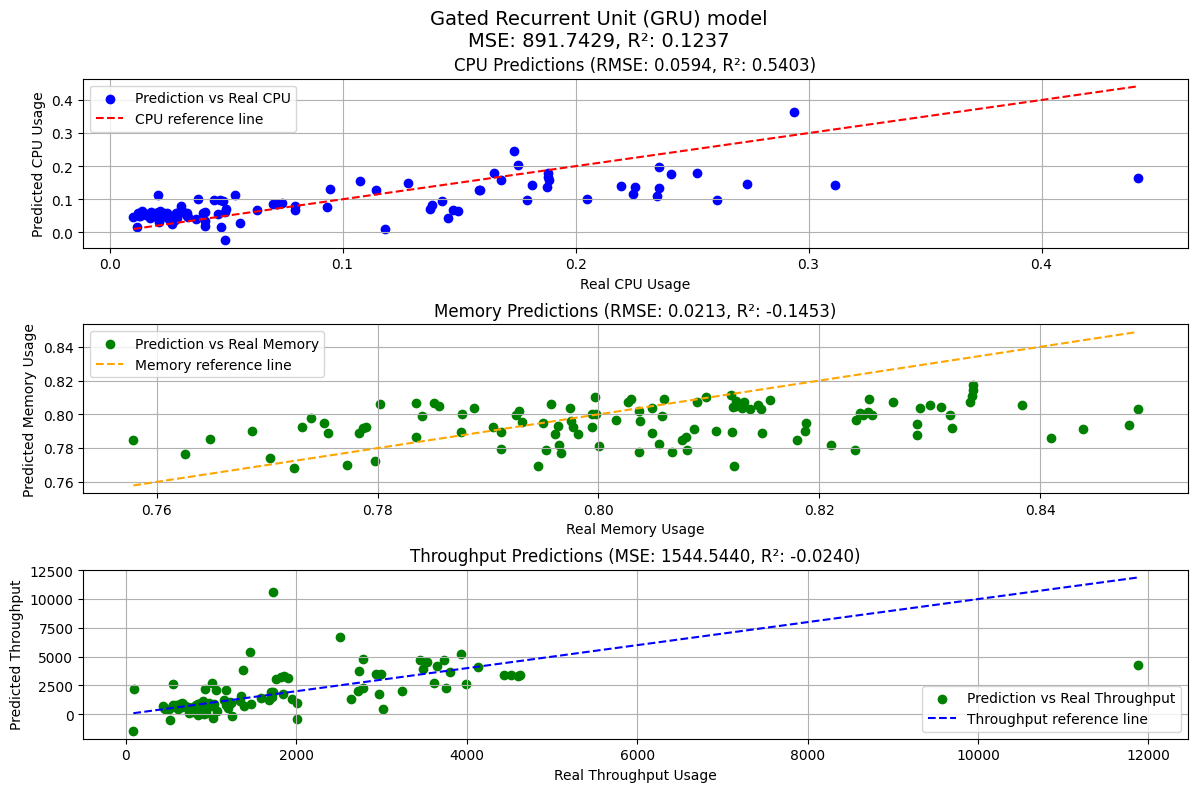 Gated Recurrent Unit (GRU) model
MSE: 891.7429, R²: 0.1237
CPU Predictions (RMSE: 0.0594, R²: 0.5403)
Predicted CPU Usage
0.4
0.3
0.2
0.1
0.0
Prediction vs Real CPU
CPU reference line
0.0 0.1 0.2 0.3 0.4
Real CPU Usage
Memory Predictions (RMSE: 0.0213, R²: -0.1453)
Predicted Memory Usage
0.84
0.82
0.80
0.78
0.76
Prediction vs Real Memory
Memory reference line
0.76 0.78 0.80 0.82 0.84
Real Memory Usage
Throughput Predictions (MSE: 1544.5440, R²: -0.0240)
Predicted Throughput
12500
10000
7500
5000
2500
0
Prediction vs Real Throughput
Throughput reference line
0 2000 4000 6000 8000 10000 12000
Real Throughput Usage